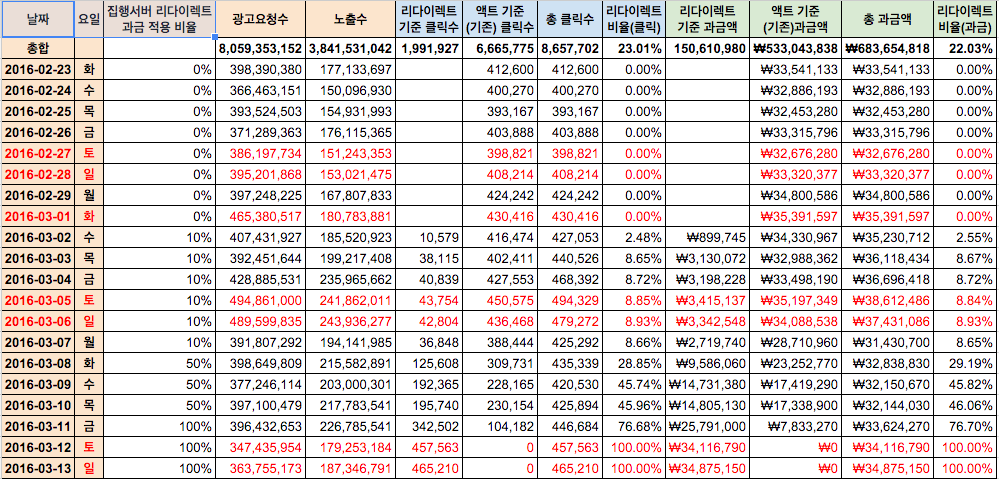 날짜 요일 집행서버 리다이렉트 과금 적용 비율 광고요청수 노출수 리다이렉트 기준 클릭수 액트 기준 (기존) 클릭수 총 클릭수 리다이렉트 비율(클릭) 리다이렉트 기준 과금액 액트 기준 (기존)과금액 총 과금액 리다이렉트 비율(과금)
총합 8,059,353,152 3,841,531,042 1,991,927 6,665,775 8,657,702 23.01% 150,610,980 ₩533,043,838 ₩683,654,818 22.03%
2016-02-23 화 0% 398,390,380 177,133,697 412,600 412,600 0.00% ₩33,541,133 ₩33,541,133 0.00%
2016-02-24 수 0% 366,463,151 150,096,930 400,270 400,270 0.00% ₩32,886,193 ₩32,886,193 0.00%
2016-02-25 목 0% 393,524,503 154,931,993 393,167 393,167 0.00% ₩32,453,280 ₩32,453,280 0.00%
2016-02-26 금 0% 371,289,363 176,115,365 403,888 403,888 0.00% ₩33,315,796 ₩33,315,796 0.00%
2016-02-27 토 0% 386,197,734 151,243,353 398,821 398,821 0.00% ₩32,676,280 ₩32,676,280 0.00%
2016-02-28 일 0% 395,201,868 153,021,475 408,214 408,214 0.00% ₩33,320,377 ₩33,320,377 0.00%
2016-02-29 월 0% 397,248,225 167,807,833 424,242 424,242 0.00% ₩34,800,586 ₩34,800,586 0.00%
2016-03-01 화 0% 465,380,517 180,783,881 430,416 430,416 0.00% ₩35,391,597 ₩35,391,597 0.00%
2016-03-02 수 10% 407,431,927 185,520,923 10,579 416,474 427,053 2.48% ₩899,745 ₩34,330,967 ₩35,230,712 2.55%
2016-03-03 목 10% 392,451,644 199,217,408 38,115 402,411 440,526 8.65% ₩3,130,072 ₩32,988,362 ₩36,118,434 8.67%
2016-03-04 금 10% 428,885,531 235,965,662 40,839 427,553 468,392 8.72% ₩3,198,228 ₩33,498,190 ₩36,696,418 8.72%
2016-03-05 토 10% 494,861,000 241,862,011 43,754 450,575 494,329 8.85% ₩3,415,137 ₩35,197,349 ₩38,612,486 8.84%
2016-03-06 일 10% 489,599,835 243,936,277 42,804 436,468 479,272 8.93% ₩3,342,548 ₩34,088,538 ₩37,431,086 8.93%
2016-03-07 월 10% 391,807,292 194,141,985 36,848 388,444 425,292 8.66% ₩2,719,740 ₩28,710,960 ₩31,430,700 8.65%
2016-03-08 화 50% 398,649,809 215,582,891 125,608 309,731 435,339 28.85% ₩9,586,060 ₩23,252,770 ₩32,838,830 29.19%
2016-03-09 수 50% 377,246,114 203,000,301 192,365 228,165 420,530 45.74% ₩14,731,380 ₩17,419,290 ₩32,150,670 45.82%
2016-03-10 목 50% 397,100,479 217,783,541 195,740 230,154 425,894 45.96% ₩14,805,130 ₩17,338,900 ₩32,144,030 46.06%
2016-03-11 금 100% 396,432,653 226,785,541 342,502 104,182 446,684 76.68% ₩25,791,000 ₩7,833,270 ₩33,624,270 76.70%
2016-03-12 토 100% 347,435,954 179,253,184 457,563 0 457,563 100.00% ₩34,116,790 ₩0 ₩34,116,790 100.00%
2016-03-13 일 100% 363,755,173 187,346,791 465,210 0 465,210 100.00% ₩34,875,150 ₩0 ₩34,875,150 100.00%